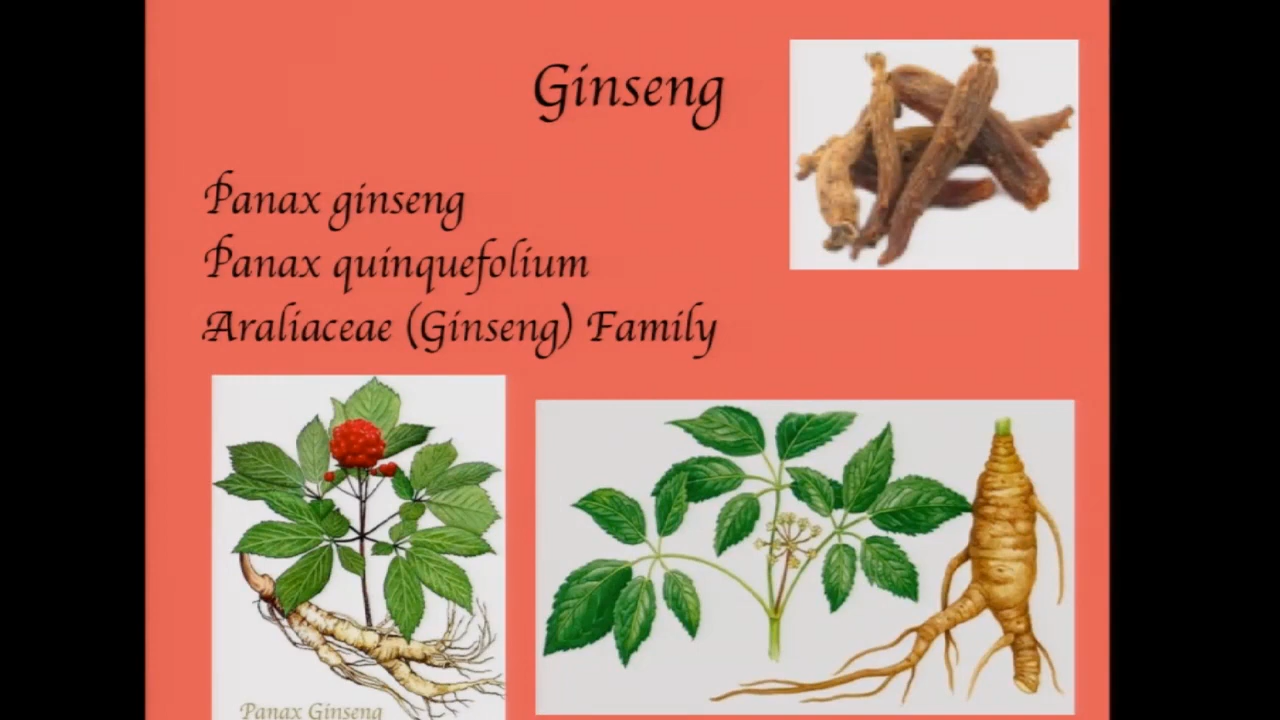 Ginseng
Panax ginseng
Panax quinquefolium
Araliaceae (Ginseng) Family
Panax Ginseng